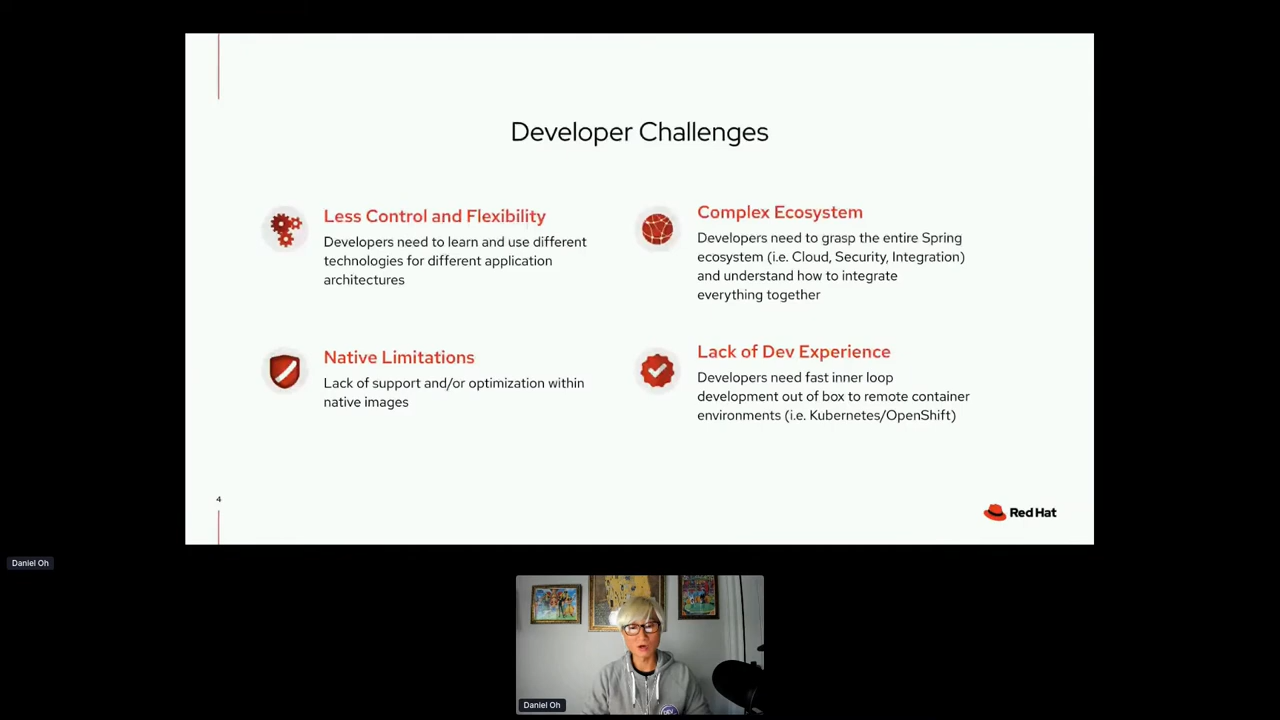 Developer Challenges
Less Control and Flexibility
Developers need to learn and use different
technologies for different application
architectures
Complex Ecosystem
Developers need to grasp the entire Spring
ecosystem (i.e. Cloud, Security, Integration)
and understand how to integrate
everything together
Native Limitations
Lack of support and/or optimization within
native images
Lack of Dev Experience
Developers need fast inner loop
development out of box to remote container
environments (i.e. Kubernetes/OpenShift)
4
Red Hat
Daniel Oh
Daniel Oh
DEV